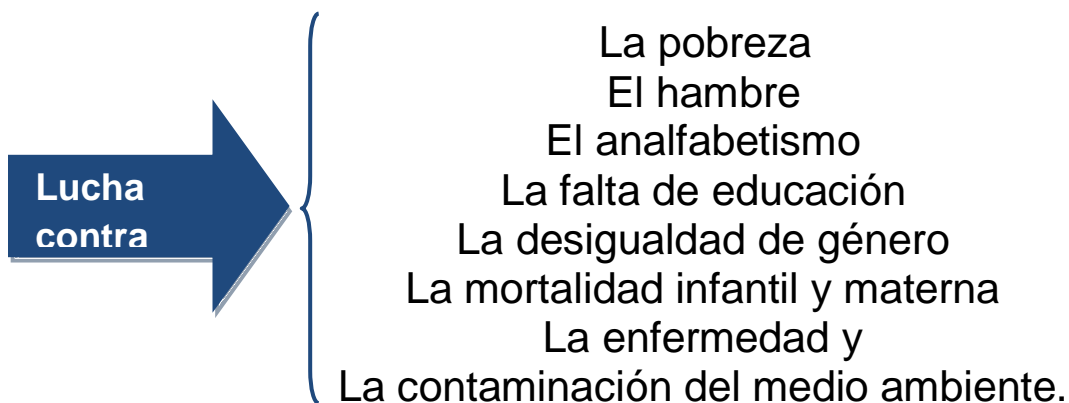 Lucha
contra
La pobreza
El hambre
El analfabetismo
La falta de educación
La desigualdad de género
La mortalidad infantil y materna
La enfermedad y
La contaminación del medio ambiente.